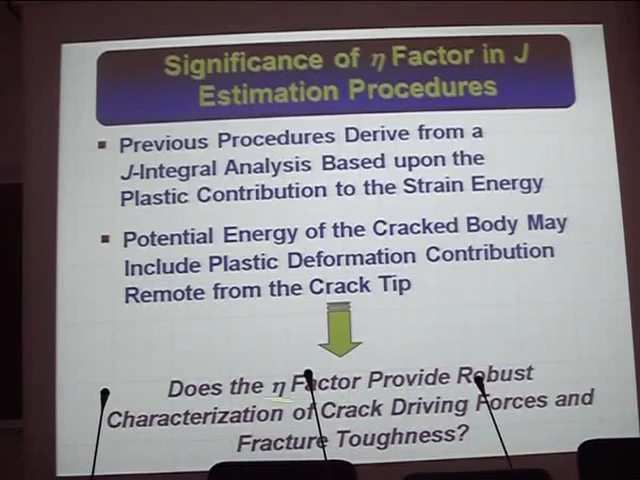 Significance of η Factor in J
Estimation Procedures
Previous Procedures Derive from a
J-Integral Analysis Based upon the
Plastic Contribution to the Strain Energy
Potential Energy of the Cracked Body May
Include Plastic Deformation Contribution
Remote from the Crack Tip
Does the η Factor Provide Robust
Characterization of Crack Driving Forces and
Fracture Toughness?